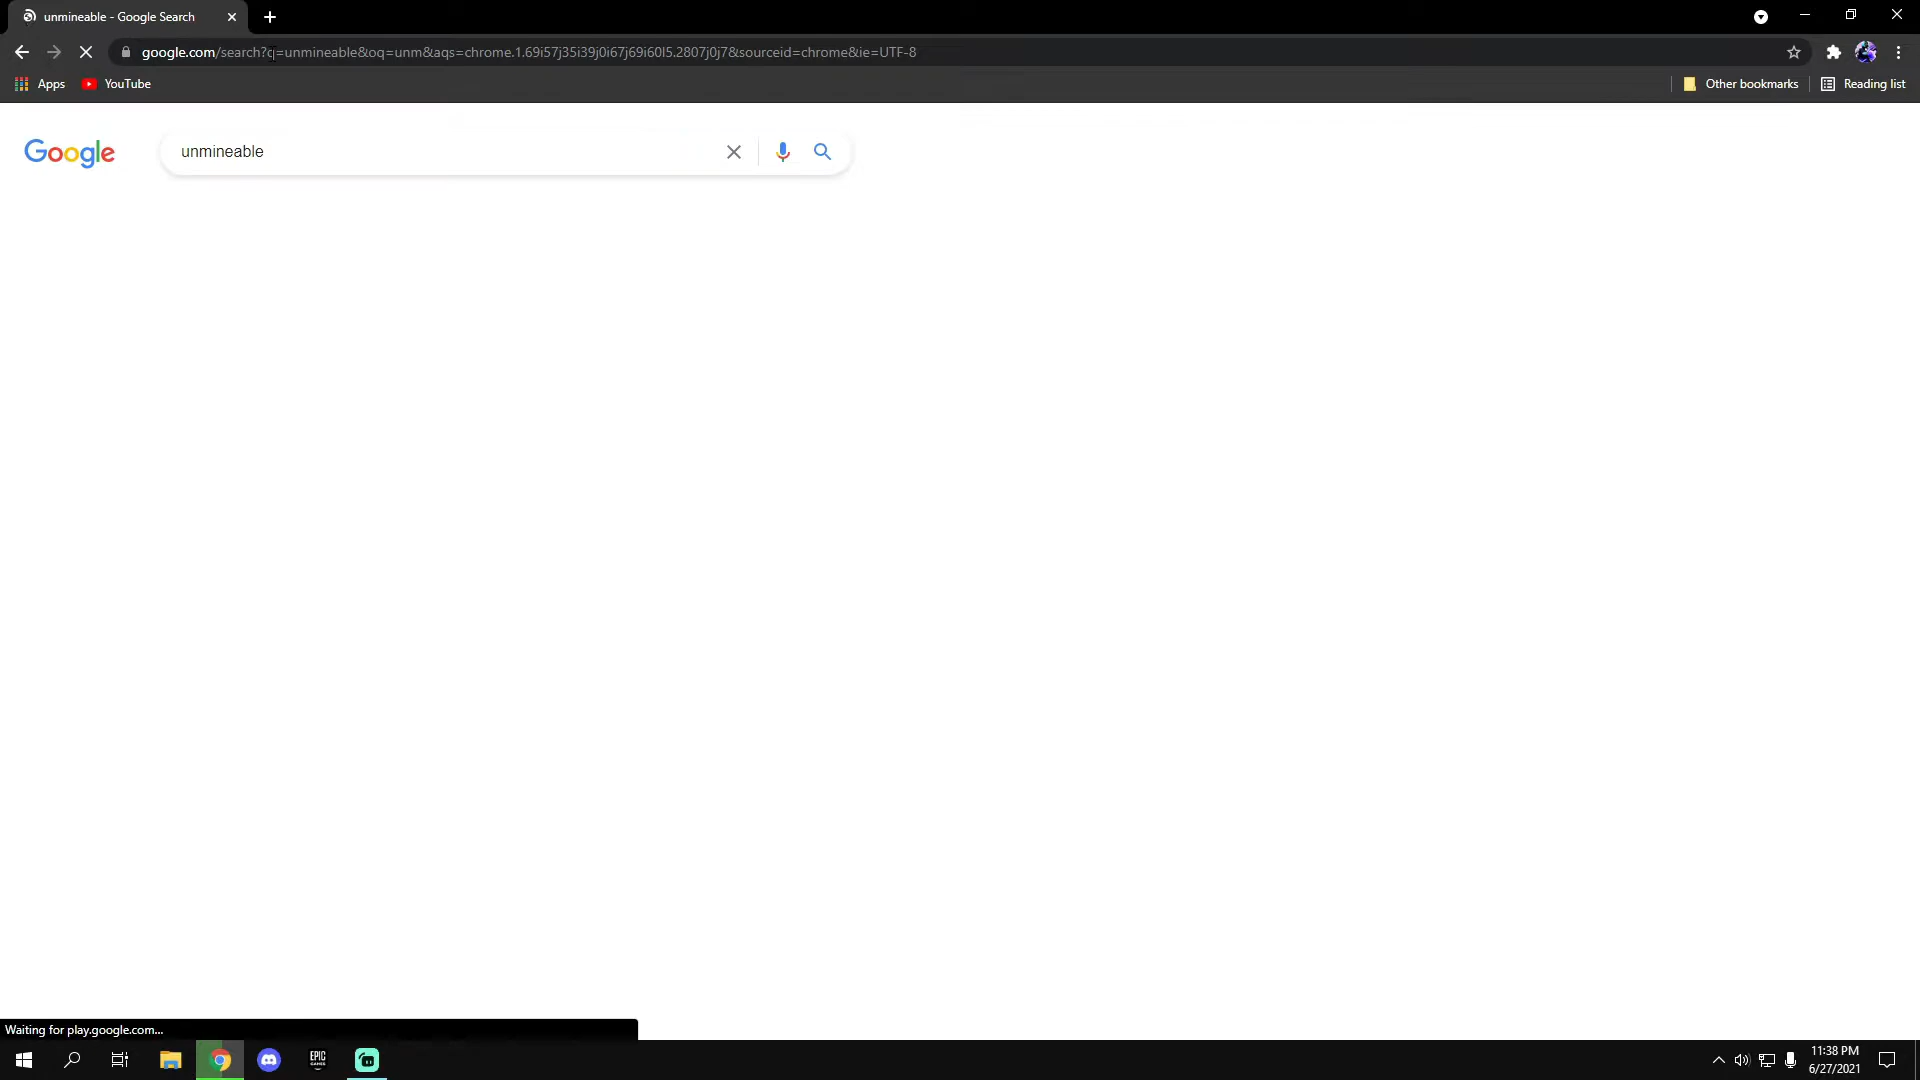 unmineable - Google Search
google.com/search?q=unmineable&oq=unm&aqs=chrome.1.69i57j35i39j0i67j69i60l5.2807j0j7&sourceid=chrome&ie=UTF-8
Apps YouTube Other bookmarks Reading list
Google unmineable
Waiting for play.google.com...
EPIC GAMES
11:38 PM
6/27/2021